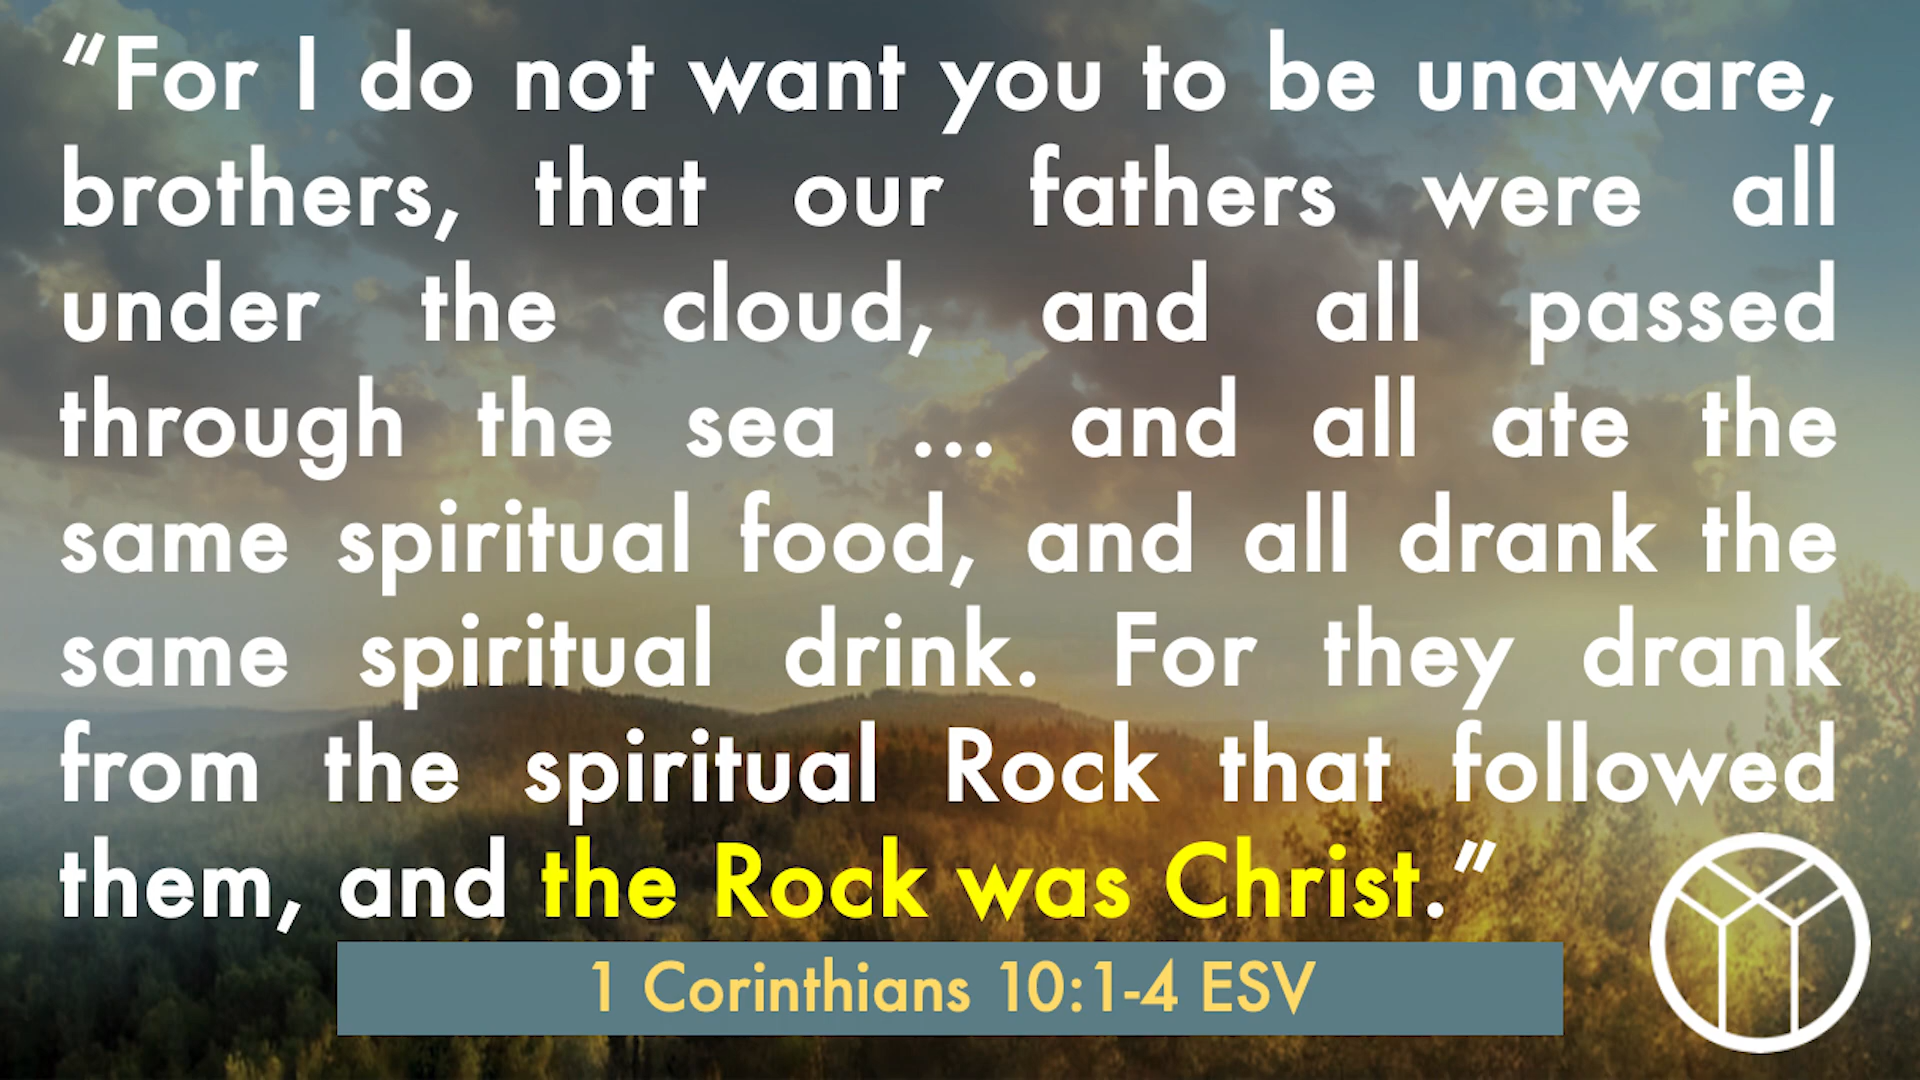 “For I do not want you to be unaware,
brothers, that our fathers were all
under the cloud, and all passed
through the sea ... and all ate the
same spiritual food, and all drank the
same spiritual drink. For they drank
from the spiritual Rock that followed
them, and the Rock was Christ.”
1 Corinthians 10:1-4 ESV